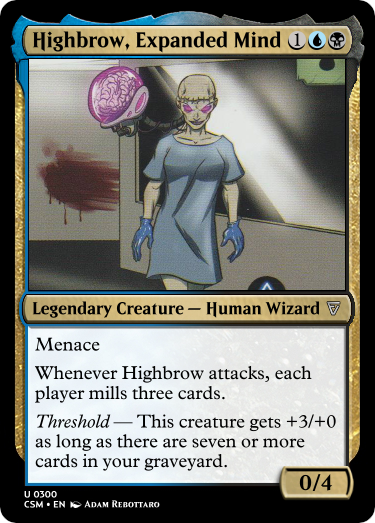 Highbrow, Expanded Mind 1
Legendary Creature — Human Wizard
Menace
Whenever Highbrow attacks, each
player mills three cards.
Threshold — This creature gets +3/+0
as long as there are seven or more
cards in your graveyard.
0/4
U 0300
CSM • EN Adam Rebottaro